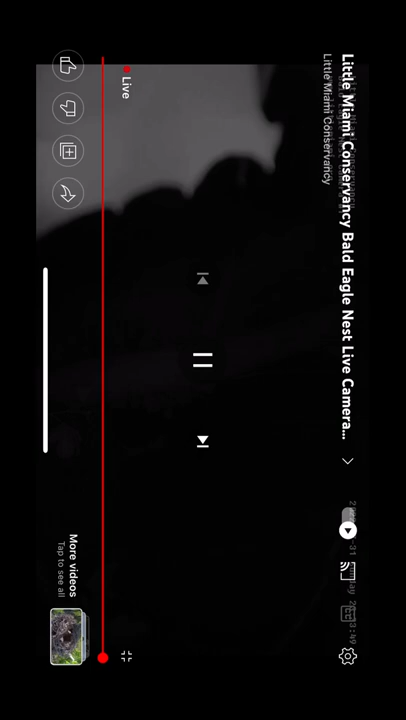 Little Miami Conservancy Bald Eagle Nest Live Camera...
Little Miami Conservancy
Live
More videos
Tap to see all